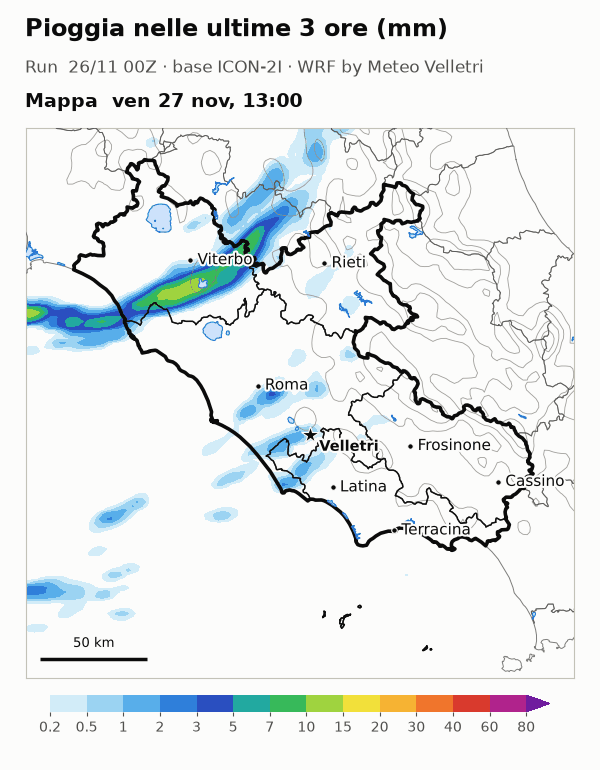 Pioggia nelle ultime 3 ore (mm)
Run  26/11 00Z · base ICON-2I · WRF by Meteo Velletri
Mappa  ven 27 nov, 13:00
Viterbo
Rieti
Roma
Velletri
Frosinone
Latina
Cassino
Terracina
50 km
0.2 0.5 1 2 3 5 7 10 15 20 30 40 60 80